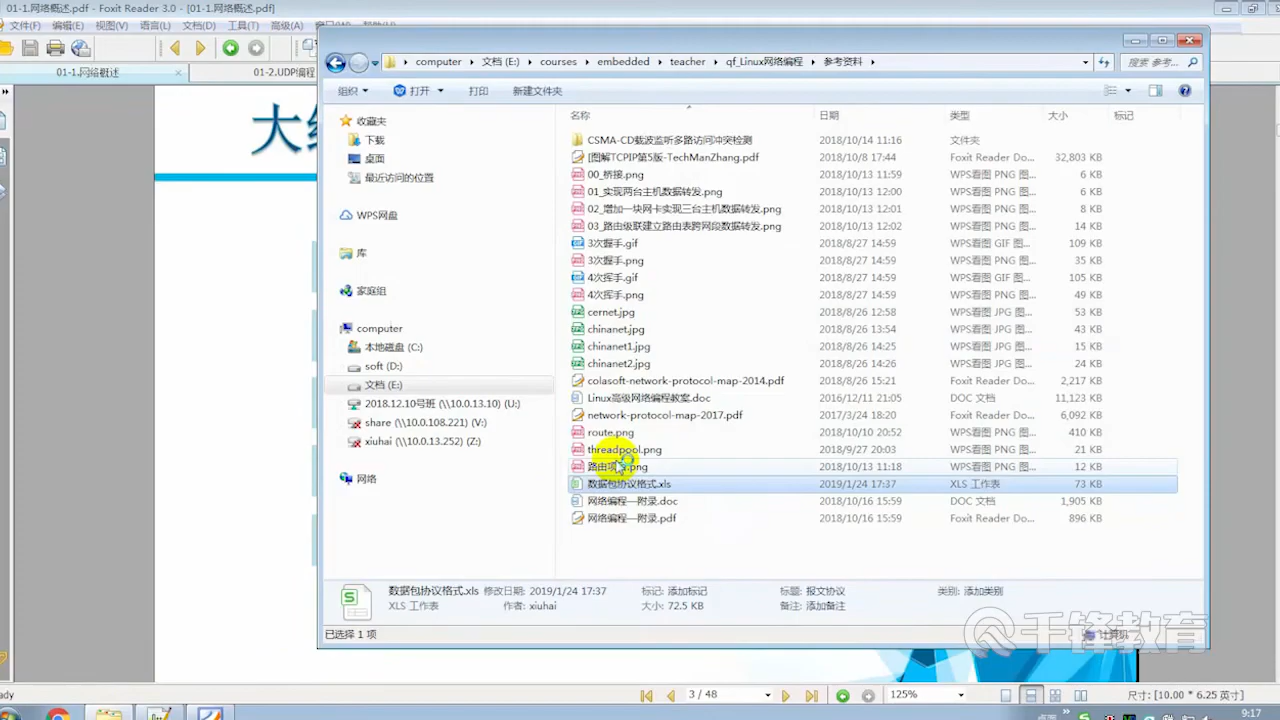 01-1.网络概述.pdf - Foxit Reader 3.0 - [01-1.网络概述.pdf]
文件(F) 编辑(E) 视图(V) 语言(L) 文档(D) 工具(T) 高级(A)
01-1.网络概述
01-2.UDP编程
computer 文档 (E:) courses embedded teacher qf_Linux网络编程 参考资料
搜索 参考...
组织 打开 打印 新建文件夹
名称 日期 类型 大小 标记
收藏夹
下载
桌面
最近访问的位置
WPS网盘
库
家庭组
computer
本地磁盘 (C:)
soft (D:)
文档 (E:)
2018.12.10号班 (\\10.0.13.10) (U:)
share (\\10.0.108.221) (V:)
xiuhai (\\10.0.13.252) (Z:)
网络
CSMA-CD载波监听多路访问冲突检测 2018/10/14 11:16 文件夹
[图解TCPIP第5版-TechManZhang.pdf 2018/10/8 17:44 Foxit Reader Do... 32,803 KB
00_桥接.png 2018/10/13 11:59 WPS看图 PNG 图... 6 KB
01_实现两台主机数据转发.png 2018/10/13 12:00 WPS看图 PNG 图... 6 KB
02_增加一块网卡实现三台主机数据转发.png 2018/10/13 12:01 WPS看图 PNG 图... 8 KB
03_路由级联建立路由表跨网段数据转发.png 2018/10/13 12:02 WPS看图 PNG 图... 14 KB
3次握手.gif 2018/8/27 14:59 WPS看图 GIF 图... 109 KB
3次握手.png 2018/8/27 14:59 WPS看图 PNG 图... 35 KB
4次挥手.gif 2018/8/27 14:59 WPS看图 GIF 图... 105 KB
4次挥手.png 2018/8/27 14:59 WPS看图 PNG 图... 49 KB
cernet.jpg 2018/8/26 12:58 WPS看图 JPG 图... 53 KB
chinanet.jpg 2018/8/26 13:54 WPS看图 JPG 图... 43 KB
chinanet1.jpg 2018/8/26 14:25 WPS看图 JPG 图... 15 KB
chinanet2.jpg 2018/8/26 14:26 WPS看图 JPG 图... 24 KB
colasoft-network-protocol-map-2014.pdf 2018/8/26 15:21 Foxit Reader Do... 2,217 KB
Linux高级网络编程教案.doc 2016/12/11 21:05 DOC 文档 11,123 KB
network-protocol-map-2017.pdf 2017/3/24 18:20 Foxit Reader Do... 6,092 KB
route.png 2018/10/10 20:52 WPS看图 PNG 图... 410 KB
threadpool.png 2018/9/27 20:03 WPS看图 PNG 图... 21 KB
路由项 .png 2018/10/13 11:18 WPS看图 PNG 图... 12 KB
数据包协议格式.xls 2019/1/24 17:37 XLS 工作表 73 KB
网络编程—附录.doc 2018/10/16 15:59 DOC 文档 1,905 KB
网络编程—附录.pdf 2018/10/16 15:59 Foxit Reader Do... 896 KB
数据包协议格式.xls 修改日期: 2019/1/24 17:37 标记: 添加标记 标题: 报文协议 类别: 添加类别
XLS 工作表 作者: xiuhai 大小: 72.5 KB 备注: 添加备注
已选择 1 项 计算机
千锋教育
大
eady 3 / 48 125% 尺寸: [10.00 * 6.25 英寸]
桌面 9:17